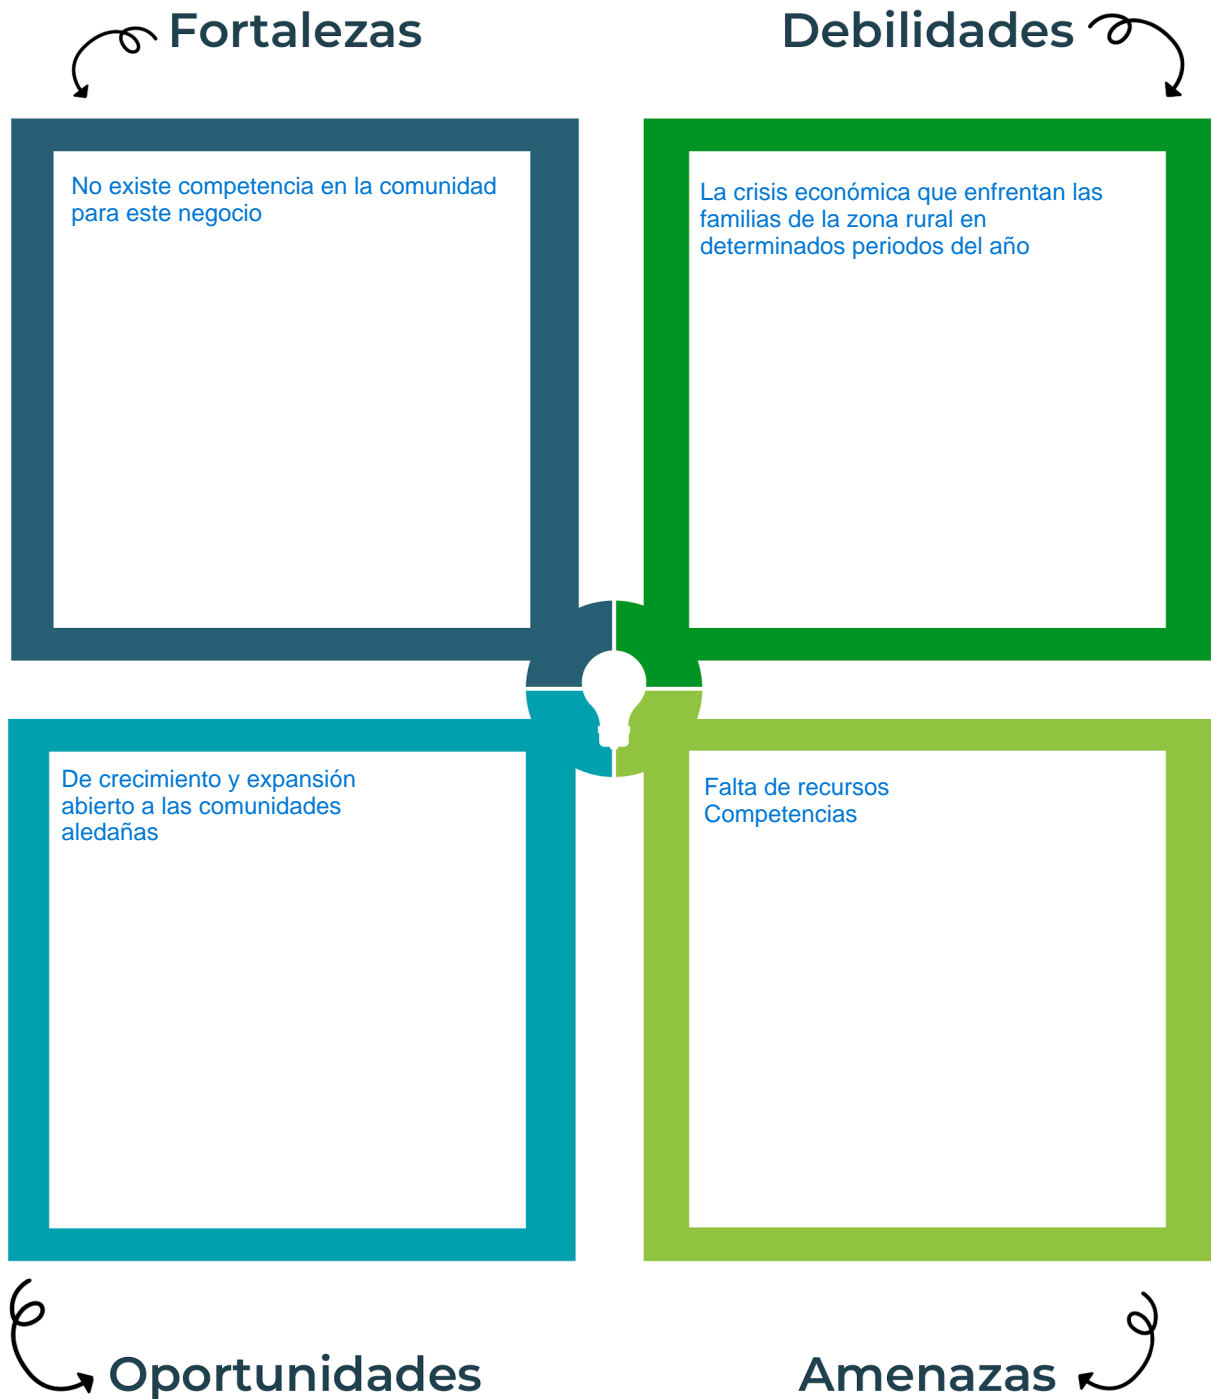 Fortalezas
No existe competencia en la comunidad
para este negocio
Debilidades
La crisis económica que enfrentan las
familias de la zona rural en
determinados periodos del año
De crecimiento y expansión
abierto a las comunidades
aledañas
Oportunidades
Falta de recursos
Competencias
Amenazas